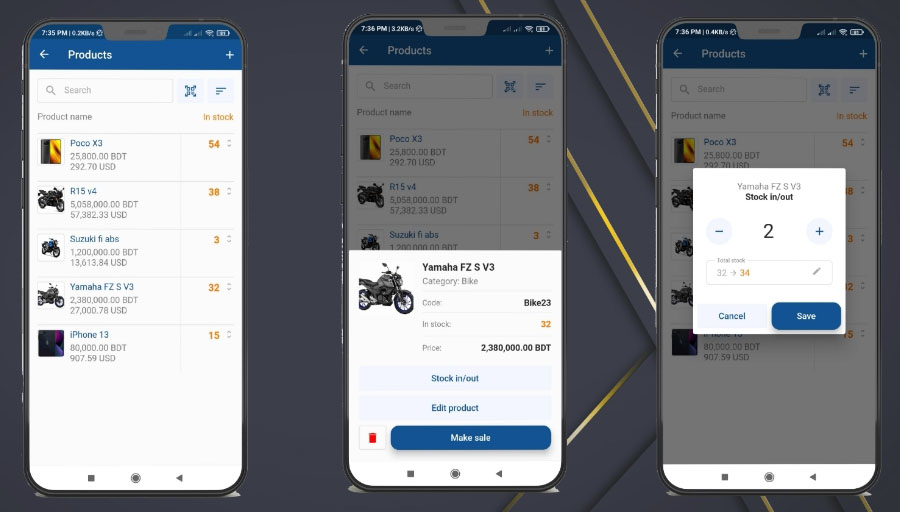 7:35 PM | 0.2KB/s
Products
Search
Product name
In stock
Poco X3
54
25,800.00 BDT
292.70 USD
R15 v4
38
5,058,000.00 BDT
57,382.33 USD
Suzuki fi abs
3
1,200,000.00 BDT
13,613.84 USD
Yamaha FZ S V3
32
2,380,000.00 BDT
27,000.78 USD
iPhone 13
15
80,000.00 BDT
907.59 USD
7:36 PM | 3.2KB/s
Products
Search
Product name
In stock
Poco X3
54
25,800.00 BDT
292.70 USD
R15 v4
38
5,058,000.00 BDT
57,382.33 USD
Suzuki fi abs
3
1,200,000.00 BDT
Yamaha FZ S V3
Category: Bike
Code:
Bike23
In stock:
32
Price:
2,380,000.00 BDT
Stock in/out
Edit product
Make sale
7:36 PM | 0.4KB/s
Products
Search
Product name
In stock
Poco X3
54
25,800.00 BDT
Yamaha FZ S V3
Stock in/out
2
Total stock
32 → 34
Cancel
Save
15
80,000.00 BDT
907.59 USD